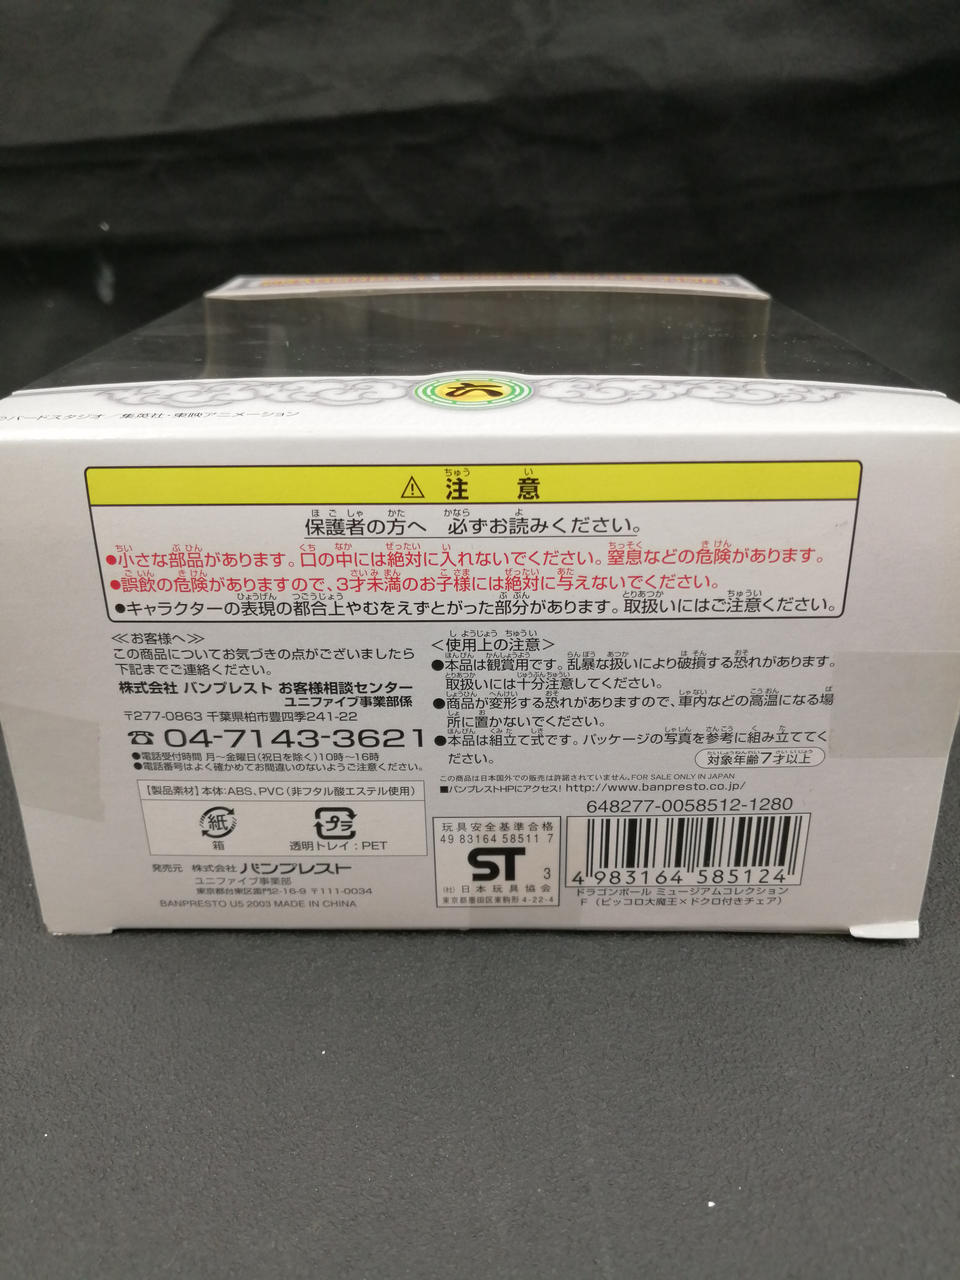 六
©バードスタジオ／集英社・東映アニメーション
⚠ 注意
保護者の方へ 必ずお読みください。
●小さな部品があります。口の中には絶対に入れないでください。窒息などの危険があります。
●誤飲の危険がありますので、3才未満のお子様には絶対に与えないでください。
●キャラクターの表現の都合上やむをえずとがった部分があります。取扱いにはご注意ください。
≪お客様へ≫
この商品についてお気づきの点がございましたら
下記までご連絡ください。
株式会社 バンプレスト お客様相談センター
ユニファイブ事業部係
〒277-0863 千葉県柏市豊四季241-22
☎ 04-7143-3621
●電話受付時間 月～金曜日(祝日を除く)10時～16時
●電話番号はよく確かめてお間違いのないようご注意ください。
【製品素材】本体:ABS、PVC(非フタル酸エステル使用)
紙 プラ
箱 透明トレイ:PET
発売元 株式会社 バンプレスト
ユニファイブ事業部
東京都台東区雷門2-16-9 〒111-0034
BANPRESTO U5 2003 MADE IN CHINA
＜使用上の注意＞
●本品は観賞用です。乱暴な扱いにより破損する恐れがあります。
取扱いには十分注意してください。
●商品が変形する恐れがありますので、車内などの高温になる場
所に置かないでください。
●本品は組立て式です。パッケージの写真を参考に組み立ててく
ださい。
対象年齢7才以上
この商品は日本国外での販売は許諾されていません。FOR SALE ONLY IN JAPAN
■バンプレストHPにアクセス! http://www.banpresto.co.jp/
648277-0058512-1280
玩具安全基準合格
49 83164 58511 7
ST 3
(社)日本玩具協会
東京都墨田区東駒形4-22-4
4 983164 585124
ドラゴンボール ミュージアムコレクション
F（ピッコロ大魔王×ドクロ付きチェア）